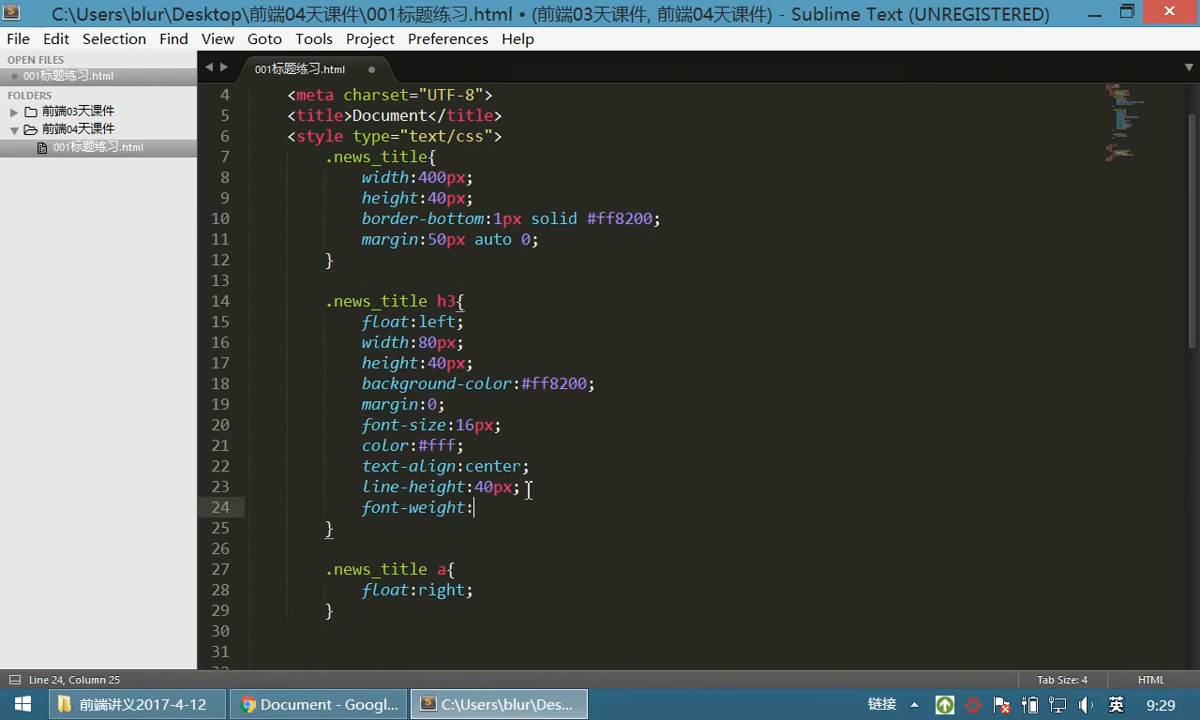 C:\Users\blur\Desktop\前端04天课件\001标题练习.html • (前端03天课件, 前端04天课件) - Sublime Text (UNREGISTERED)
File Edit Selection Find View Goto Tools Project Preferences Help
OPEN FILES
001标题练习.html
FOLDERS
前端03天课件
前端04天课件
001标题练习.html
001标题练习.html
4 <meta charset="UTF-8">
5 <title>Document</title>
6 <style type="text/css">
7 .news_title{
8 width:400px;
9 height:40px;
10 border-bottom:1px solid #ff8200;
11 margin:50px auto 0;
12 }
13
14 .news_title h3{
15 float:left;
16 width:80px;
17 height:40px;
18 background-color:#ff8200;
19 margin:0;
20 font-size:16px;
21 color:#fff;
22 text-align:center;
23 line-height:40px;
24 font-weight:
25 }
26
27 .news_title a{
28 float:right;
29 }
30
31
Line 24, Column 25 Tab Size: 4 HTML
前端讲义2017-4-12 Document - Googl... C:\Users\blur\Des... 链接 英 9:29